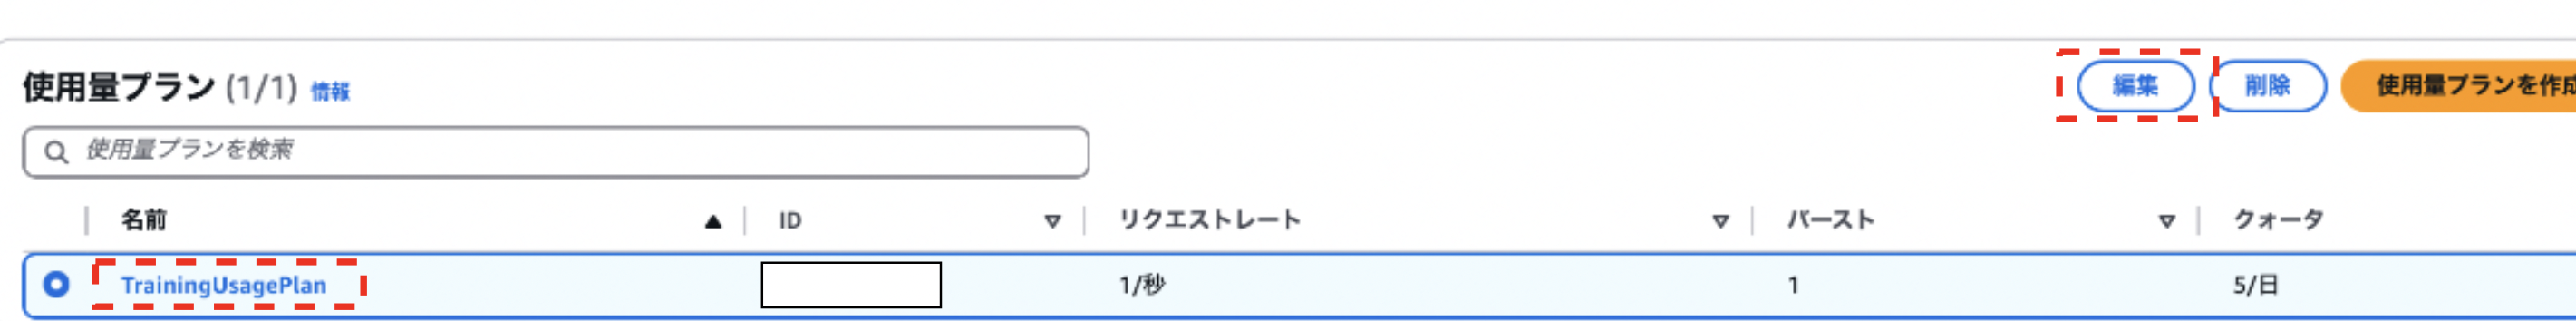 使用量プラン (1/1) 情報 編集 削除 使用量プランを作成
使用量プランを検索
名前 ID リクエストレート バースト クォータ
TrainingUsagePlan 1/秒 1 5/日